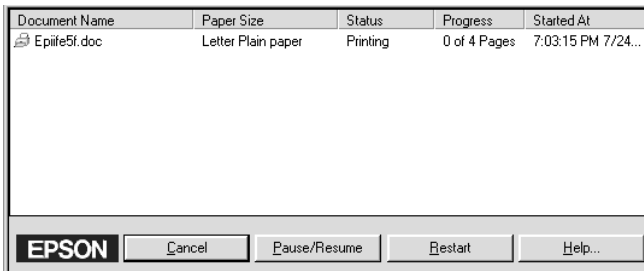 Document Name Paper Size Status Progress Started At
Epiife5f.doc Letter Plain paper Printing 0 of 4 Pages 7:03:15 PM 7/24...
EPSON Cancel Pause/Resume Restart Help...